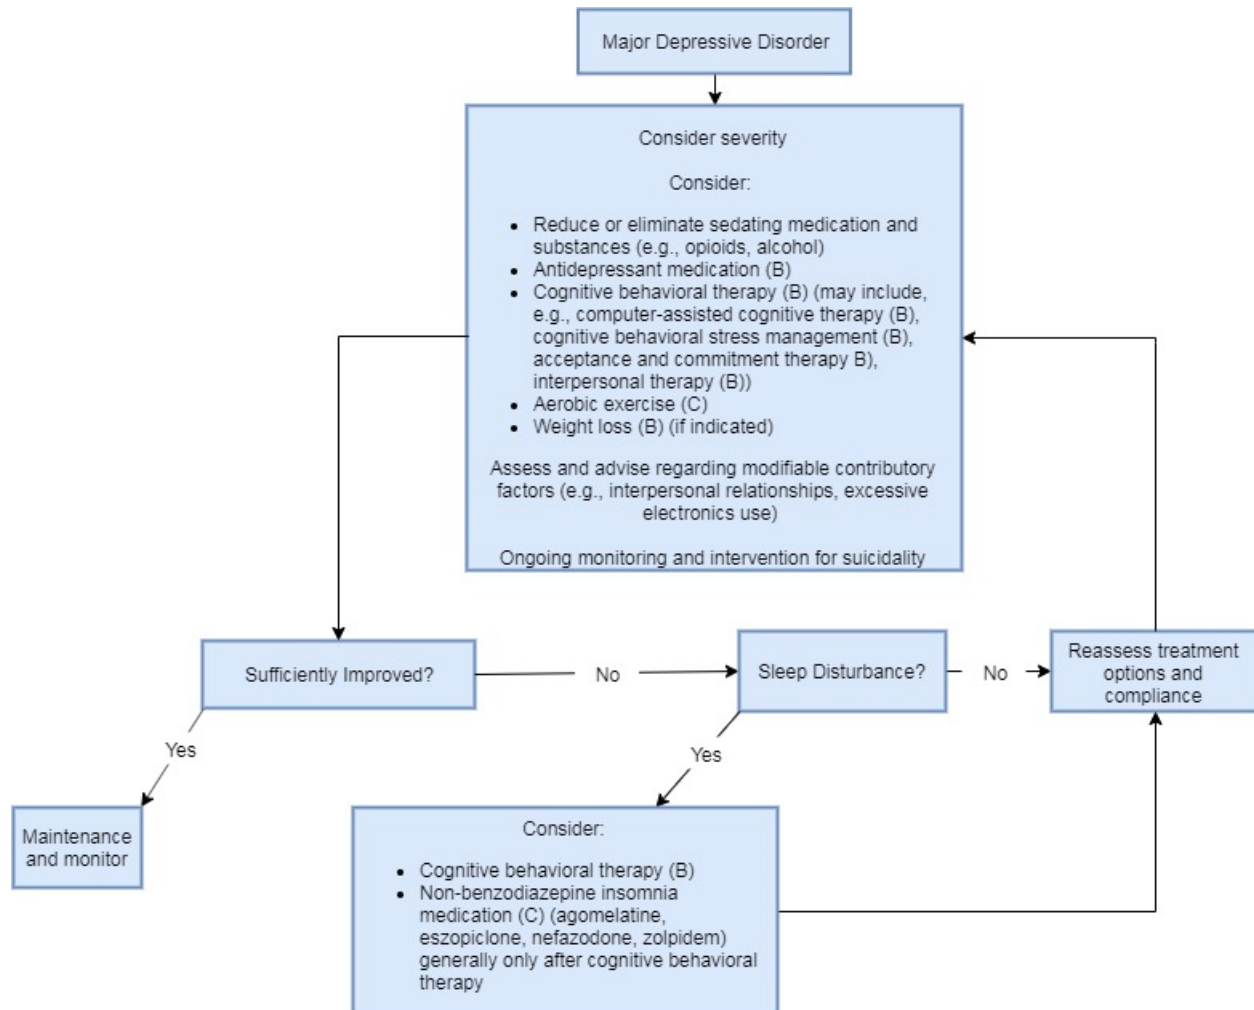 Major Depressive Disorder
Consider severity
Consider:
• Reduce or eliminate sedating medication and
substances (e.g., opioids, alcohol)
• Antidepressant medication (B)
• Cognitive behavioral therapy (B) (may include,
e.g., computer-assisted cognitive therapy (B),
cognitive behavioral stress management (B),
acceptance and commitment therapy B),
interpersonal therapy (B))
• Aerobic exercise (C)
• Weight loss (B) (if indicated)
Assess and advise regarding modifiable contributory
factors (e.g., interpersonal relationships, excessive
electronics use)
Ongoing monitoring and intervention for suicidality
Sufficiently Improved?
No
Sleep Disturbance?
No
Reassess treatment
options and
compliance
Yes
Yes
Maintenance
and monitor
Consider:
• Cognitive behavioral therapy (B)
• Non-benzodiazepine insomnia
medication (C) (agomelatine,
eszopiclone, nefazodone, zolpidem)
generally only after cognitive behavioral
therapy